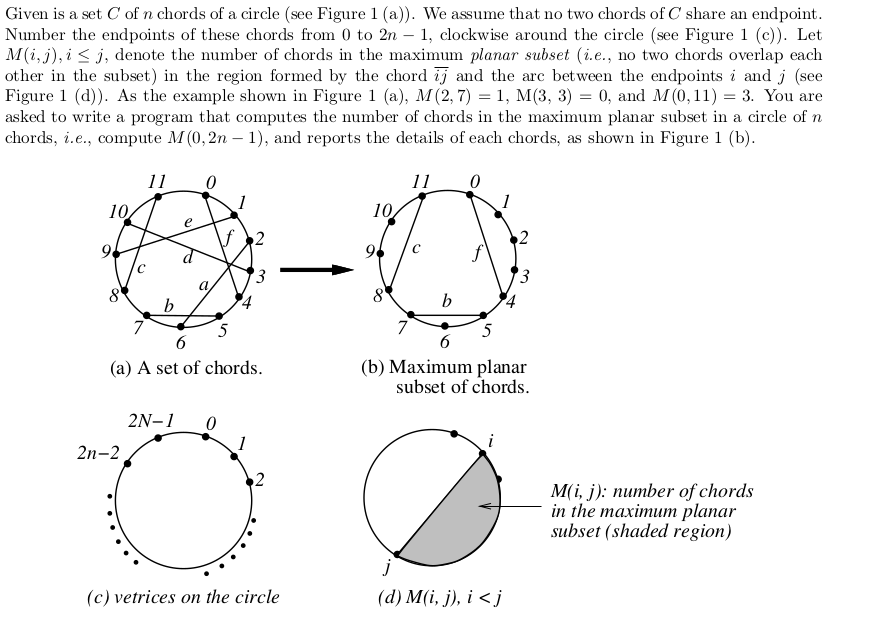 Given is a set C of n chords of a circle (see Figure 1 (a)). We assume that no two chords of C share an endpoint.
Number the endpoints of these chords from 0 to 2n − 1, clockwise around the circle (see Figure 1 (c)). Let
M(i, j), i ≤ j, denote the number of chords in the maximum planar subset (i.e., no two chords overlap each
other in the subset) in the region formed by the chord ij and the arc between the endpoints i and j (see
Figure 1 (d)). As the example shown in Figure 1 (a), M(2, 7) = 1, M(3, 3) = 0, and M(0, 11) = 3. You are
asked to write a program that computes the number of chords in the maximum planar subset in a circle of n
chords, i.e., compute M(0, 2n − 1), and reports the details of each chords, as shown in Figure 1 (b).
11 0
10 1
e
f 2
9 d
c 3
a
8 4
b
7 5
6
(a) A set of chords.
11 0
10 1
2
9 c f
3
8 4
b
7 5
6
(b) Maximum planar
subset of chords.
2N−1 0
2n−2 1
2
(c) vetrices on the circle
i
M(i, j): number of chords
in the maximum planar
subset (shaded region)
j
(d) M(i, j), i < j